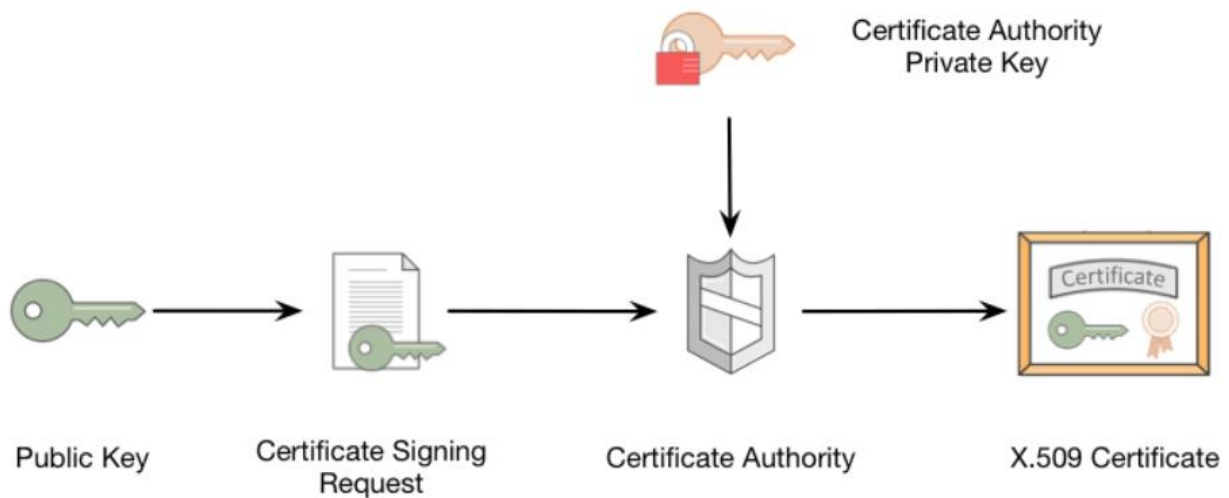 Certificate Authority
Private Key
Certificate
Public Key
Certificate Signing
Request
Certificate Authority
X.509 Certificate